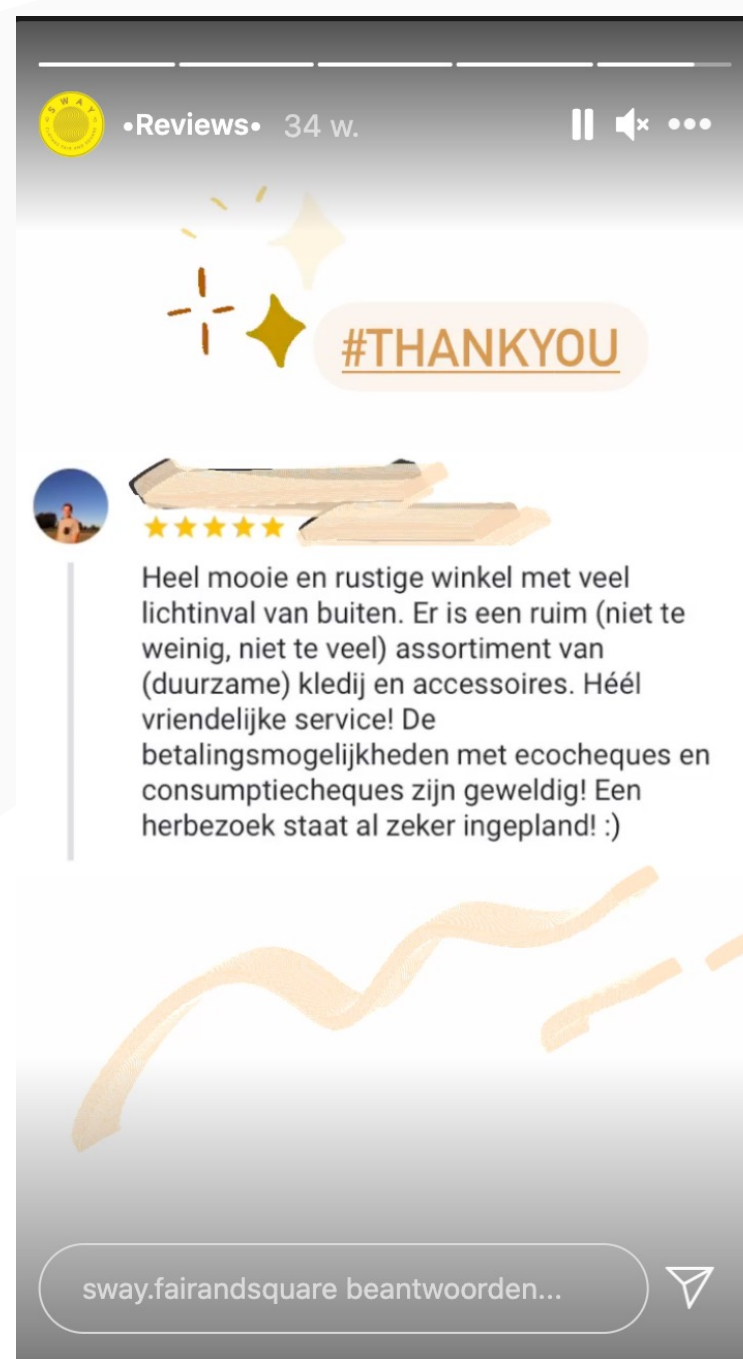 SWAY
•Reviews• 34 w.
#THANKYOU
Heel mooie en rustige winkel met veel
lichtinval van buiten. Er is een ruim (niet te
weinig, niet te veel) assortiment van
(duurzame) kledij en accessoires. Héél
vriendelijke service! De
betalingsmogelijkheden met ecocheques en
consumptiecheques zijn geweldig! Een
herbezoek staat al zeker ingepland! :)
sway.fairandsquare beantwoorden...